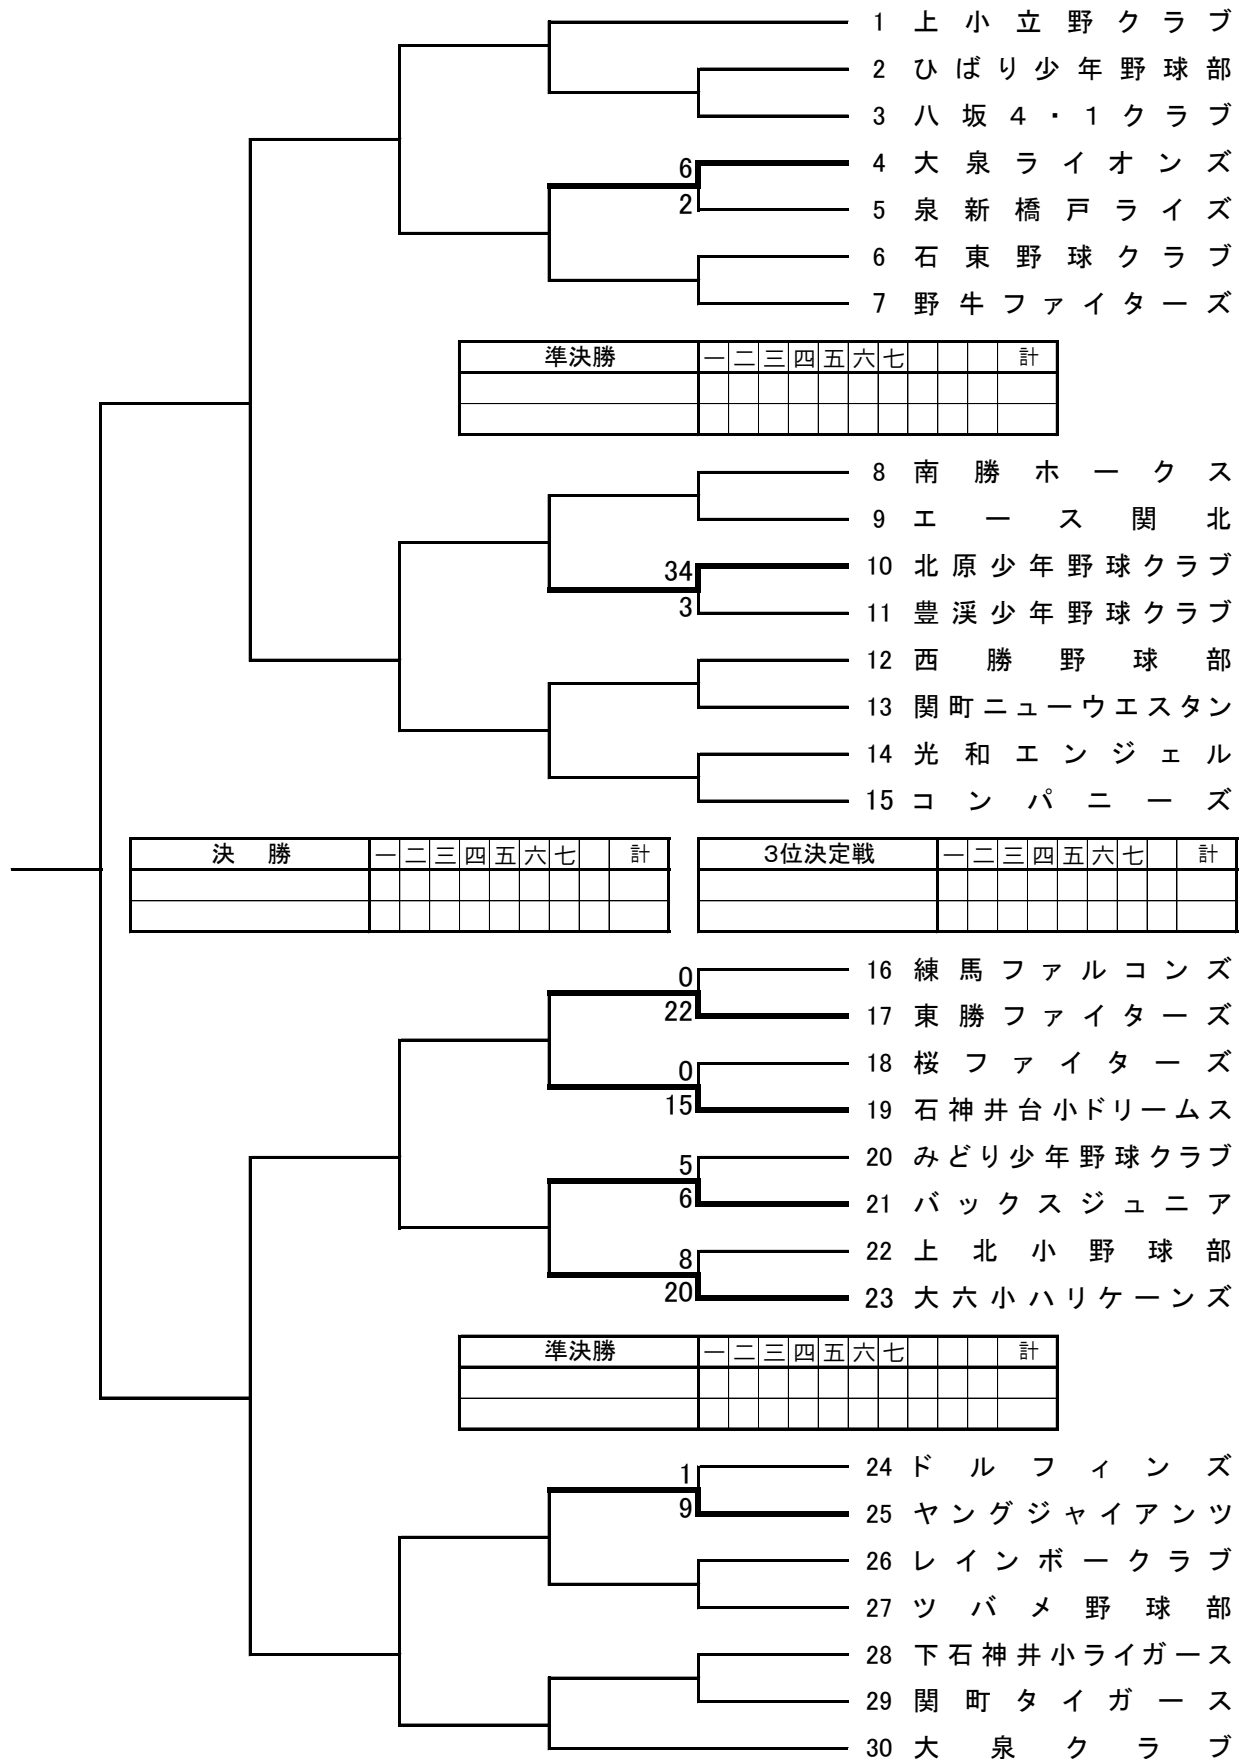 1 上小立野クラブ
2 ひばり少年野球部
3 八坂４・１クラブ
6 4 大泉ライオンズ
2 5 泉新橋戸ライズ
6 石東野球クラブ
7 野牛ファイターズ
準決勝 一 二 三 四 五 六 七 計
8 南勝ホークス
9 エース関北
34 10 北原少年野球クラブ
3 11 豊渓少年野球クラブ
12 西勝野球部
13 関町ニューウエスタン
14 光和エンジェル
15 コンパニーズ
決勝 一 二 三 四 五 六 七 計
3位決定戦 一 二 三 四 五 六 七 計
0 16 練馬ファルコンズ
22 17 東勝ファイターズ
0 18 桜ファイターズ
15 19 石神井台小ドリームス
5 20 みどり少年野球クラブ
6 21 バックスジュニア
8 22 上北小野球部
20 23 大六小ハリケーンズ
準決勝 一 二 三 四 五 六 七 計
1 24 ドルフィンズ
9 25 ヤングジャイアンツ
26 レインボークラブ
27 ツバメ野球部
28 下石神井小ライガース
29 関町タイガース
30 大泉クラブ